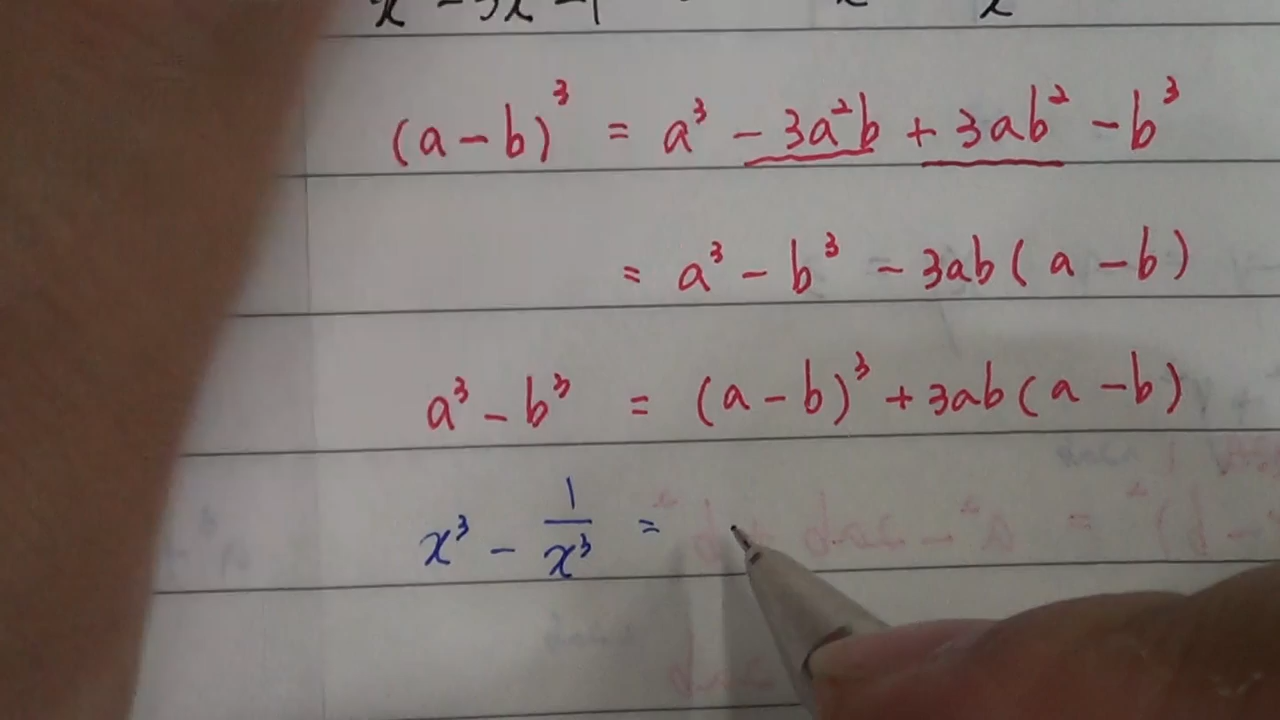 (a-b)³ = a³ - 3a²b + 3ab² - b³
= a³ - b³ - 3ab(a-b)
a³ - b³ = (a-b)³ + 3ab(a-b)
x³ - 1/x³ =